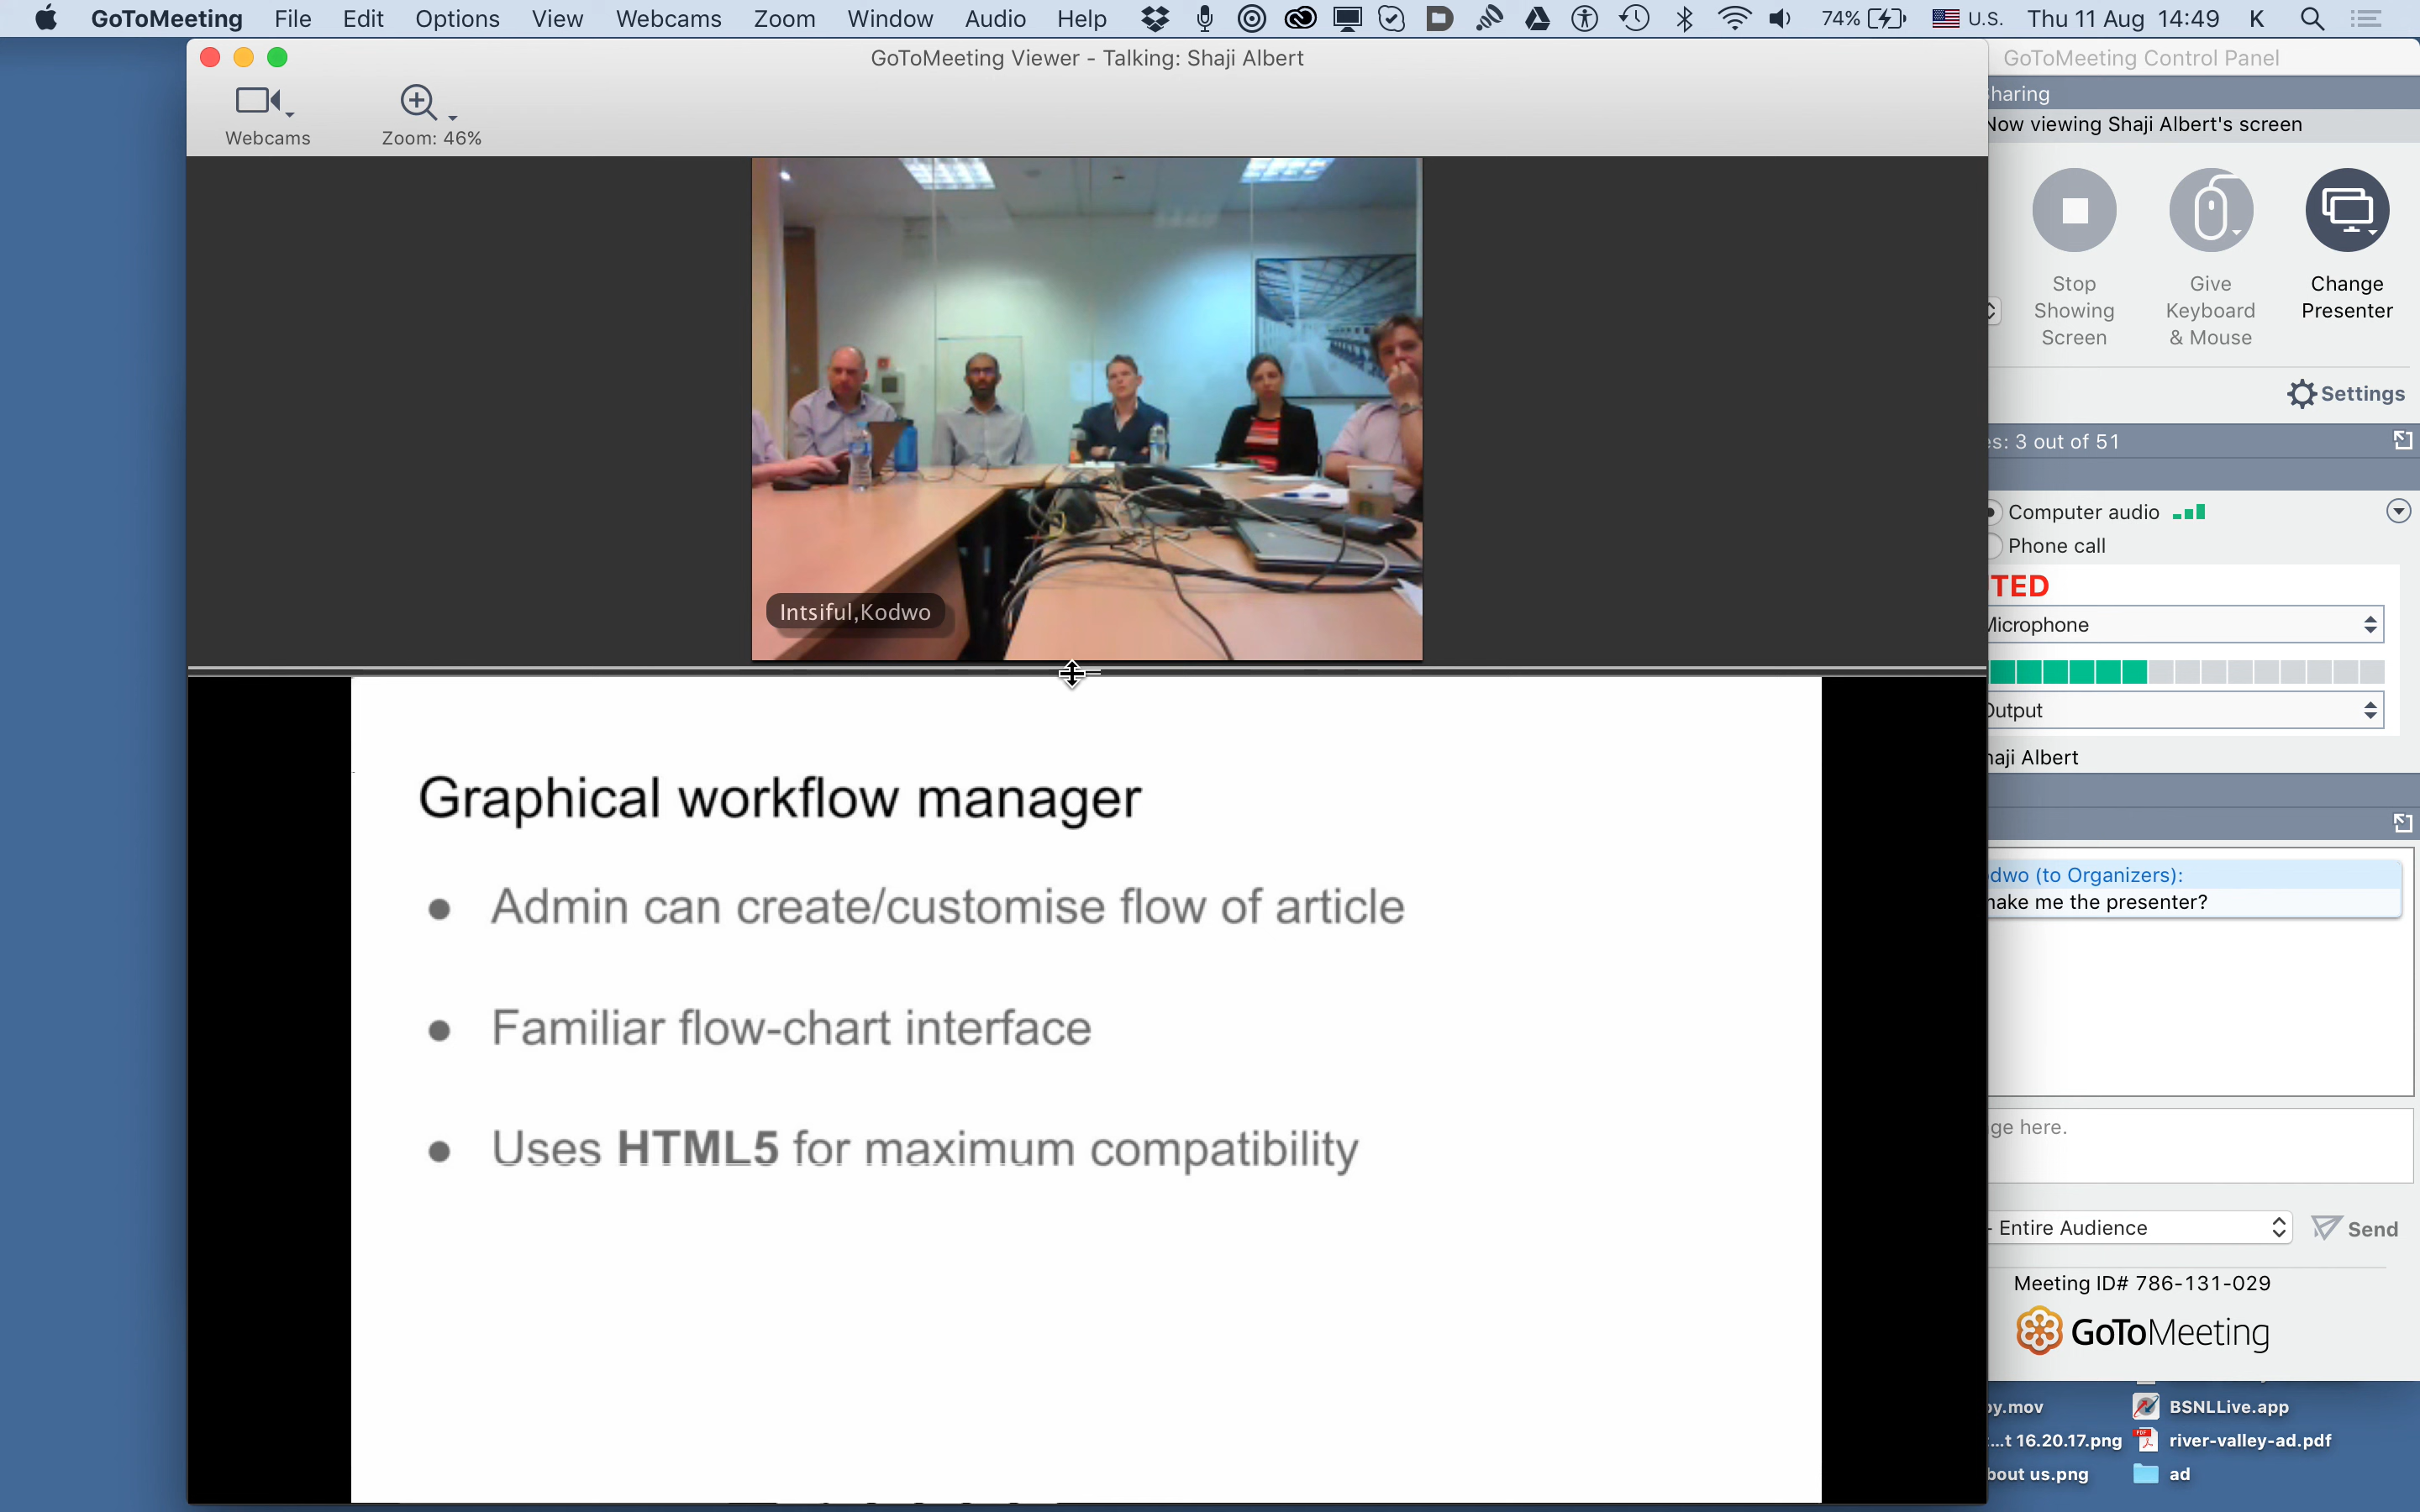 GoToMeeting File Edit Options View Webcams Zoom Window Audio Help 74% U.S. Thu 11 Aug 14:49 K
GoToMeeting Viewer - Talking: Shaji Albert
Webcams
Zoom: 46%
Intsiful,Kodwo
Graphical workflow manager
● Admin can create/customise flow of article
● Familiar flow-chart interface
● Uses HTML5 for maximum compatibility
GoToMeeting Control Panel
haring
Now viewing Shaji Albert's screen
Stop
Showing
Screen
Give
Keyboard
& Mouse
Change
Presenter
Settings
es: 3 out of 51
Computer audio
Phone call
TED
Microphone
Output
haji Albert
dwo (to Organizers):
make me the presenter?
ge here.
- Entire Audience
Send
Meeting ID# 786-131-029
GoToMeeting
py.mov
BSNLLive.app
...t 16.20.17.png
river-valley-ad.pdf
bout us.png
ad